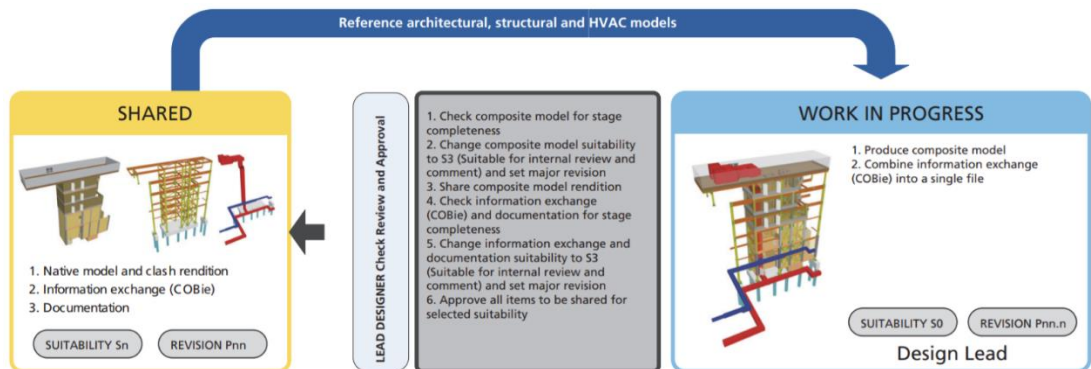 Reference architectural, structural and HVAC models
SHARED
1. Native model and clash rendition
2. Information exchange (COBie)
3. Documentation
SUITABILITY Sn
REVISION Pnn
LEAD DESIGNER Check Review and Approval
1. Check composite model for stage
completeness
2. Change composite model suitability
to S3 (Suitable for internal review and
comment) and set major revision
3. Share composite model rendition
4. Check information exchange
(COBie) and documentation for stage
completeness
5. Change information exchange and
documentation suitability to S3
(Suitable for internal review and
comment) and set major revision
6. Approve all items to be shared for
selected suitability
WORK IN PROGRESS
1. Produce composite model
2. Combine information exchange
(COBie) into a single file
SUITABILITY S0
REVISION Pnn.n
Design Lead